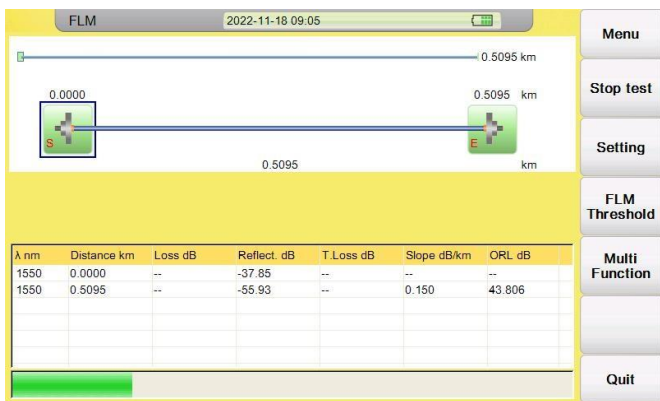 FLM 2022-11-18 09:05
Menu
0.5095 km
0.0000 0.5095 km
Stop test
S E
Setting
0.5095 km
FLM
Threshold
λ nm Distance km Loss dB Reflect. dB T.Loss dB Slope dB/km ORL dB
1550 0.0000 -- -37.85 -- -- --
1550 0.5095 -- -55.93 -- 0.150 43.806
Multi
Function
Quit